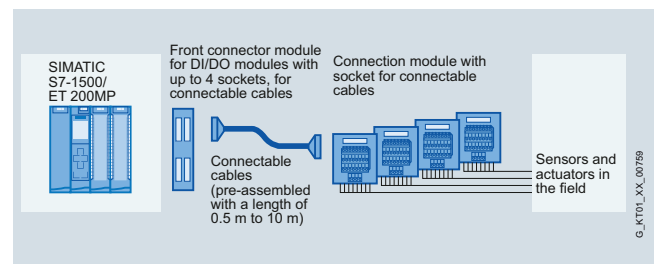 SIMATIC
S7-1500/
ET 200MP
Front connector module
for DI/DO modules with
up to 4 sockets, for
connectable cables
Connectable
cables
(pre-assembled
with a length of
0.5 m to 10 m)
Connection module with
socket for connectable
cables
Sensors and
actuators in
the field
G_KT01_XX_00759